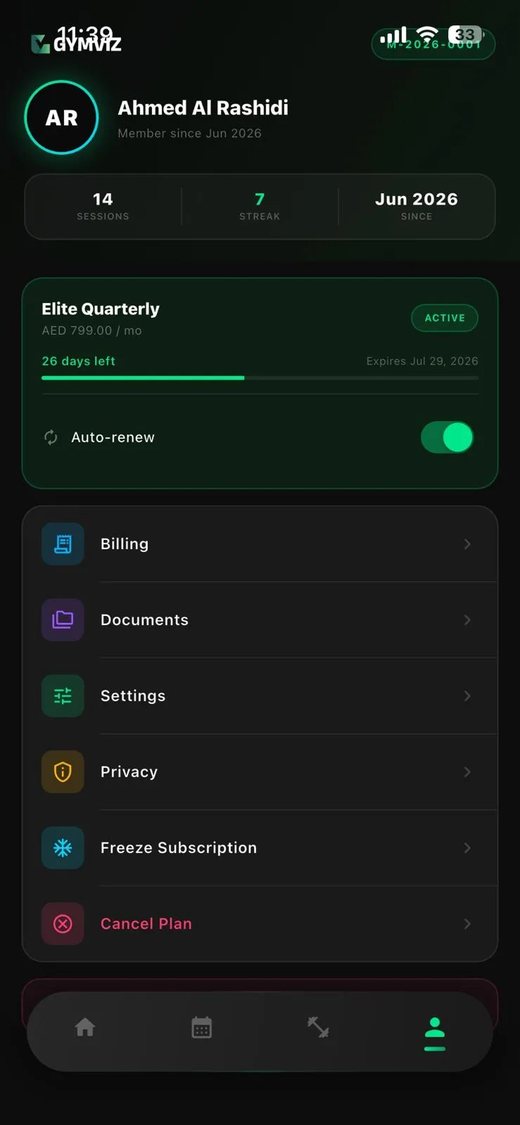 11:39
33
GYMVIZ
M-2026-0001
AR
Ahmed Al Rashidi
Member since Jun 2026
14
SESSIONS
7
STREAK
Jun 2026
SINCE
Elite Quarterly
AED 799.00 / mo
ACTIVE
26 days left
Expires Jul 29, 2026
Auto-renew
Billing
Documents
Settings
Privacy
Freeze Subscription
Cancel Plan